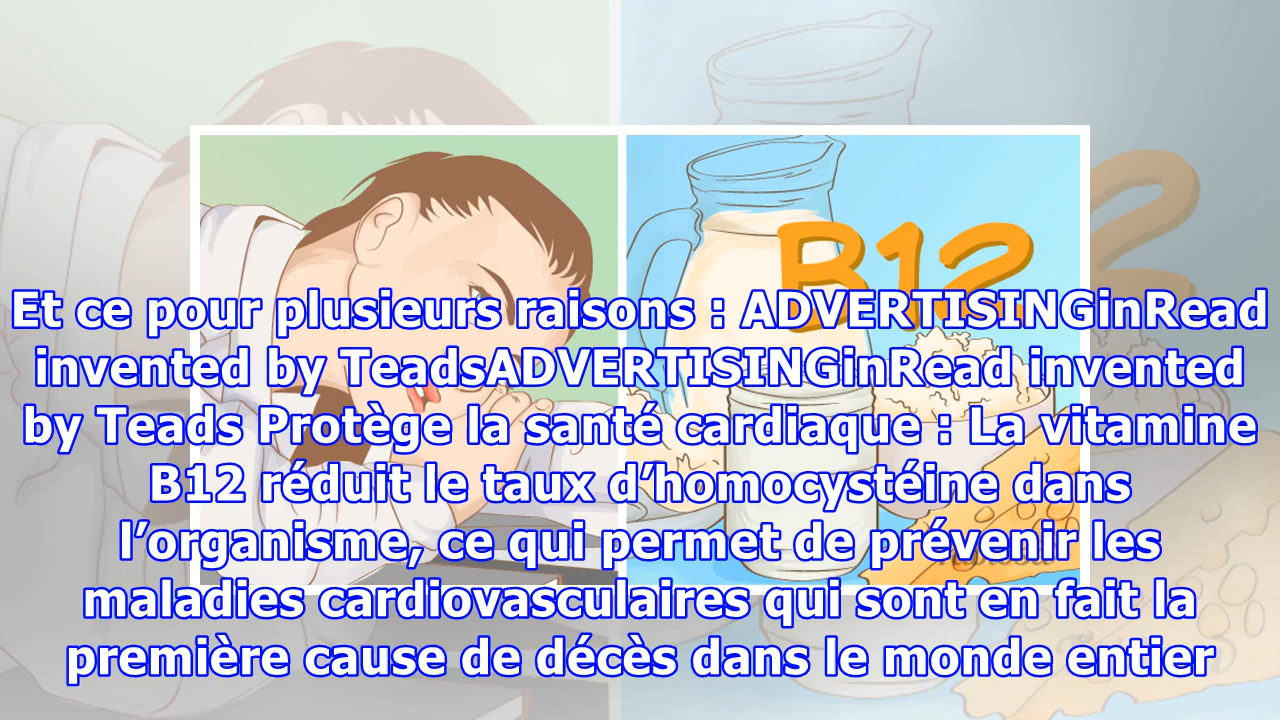 B12
Et ce pour plusieurs raisons : ADVERTISINGinRead
invented by TeadsADVERTISINGinRead invented
by Teads Protège la santé cardiaque : La vitamine
B12 réduit le taux d’homocystéine dans
l’organisme, ce qui permet de prévenir les
maladies cardiovasculaires qui sont en fait la
première cause de décès dans le monde entier